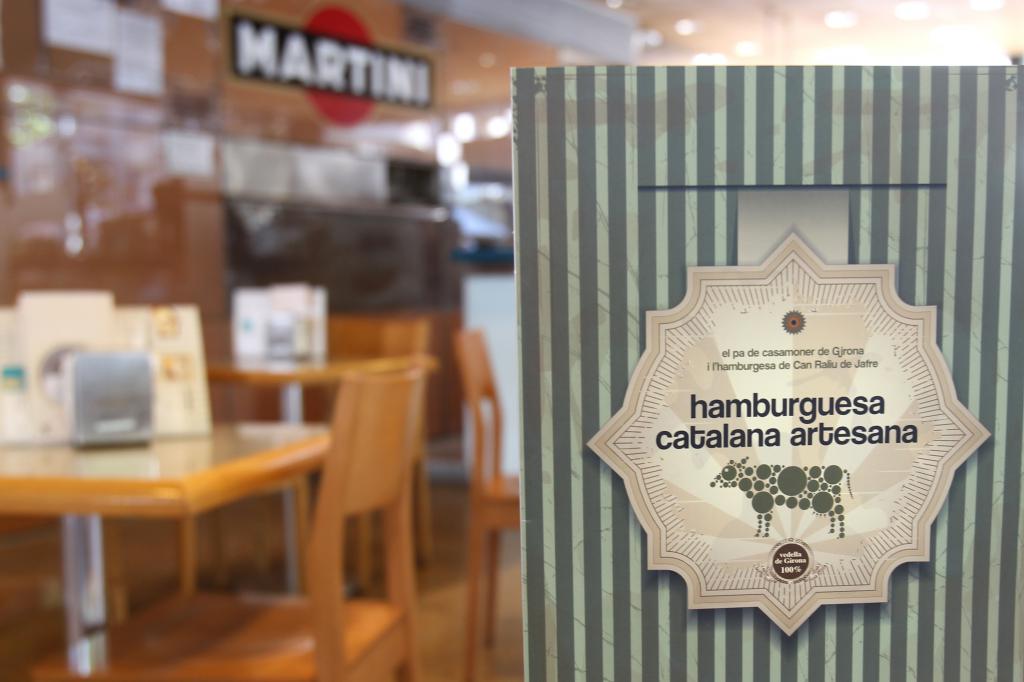 MARTINI
el pa de casamoner de Girona
i l'hamburgesa de Can Raliu de Jafre
hamburguesa
catalana artesana
vedella
de Girona
100%